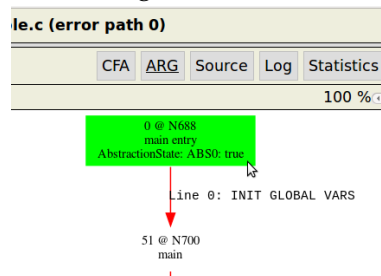 le.c (error path 0)
CFA ARG Source Log Statistics
100 %
0 @ N688
main entry
AbstractionState: ABS0: true
Line 0: INIT GLOBAL VARS
51 @ N700
main